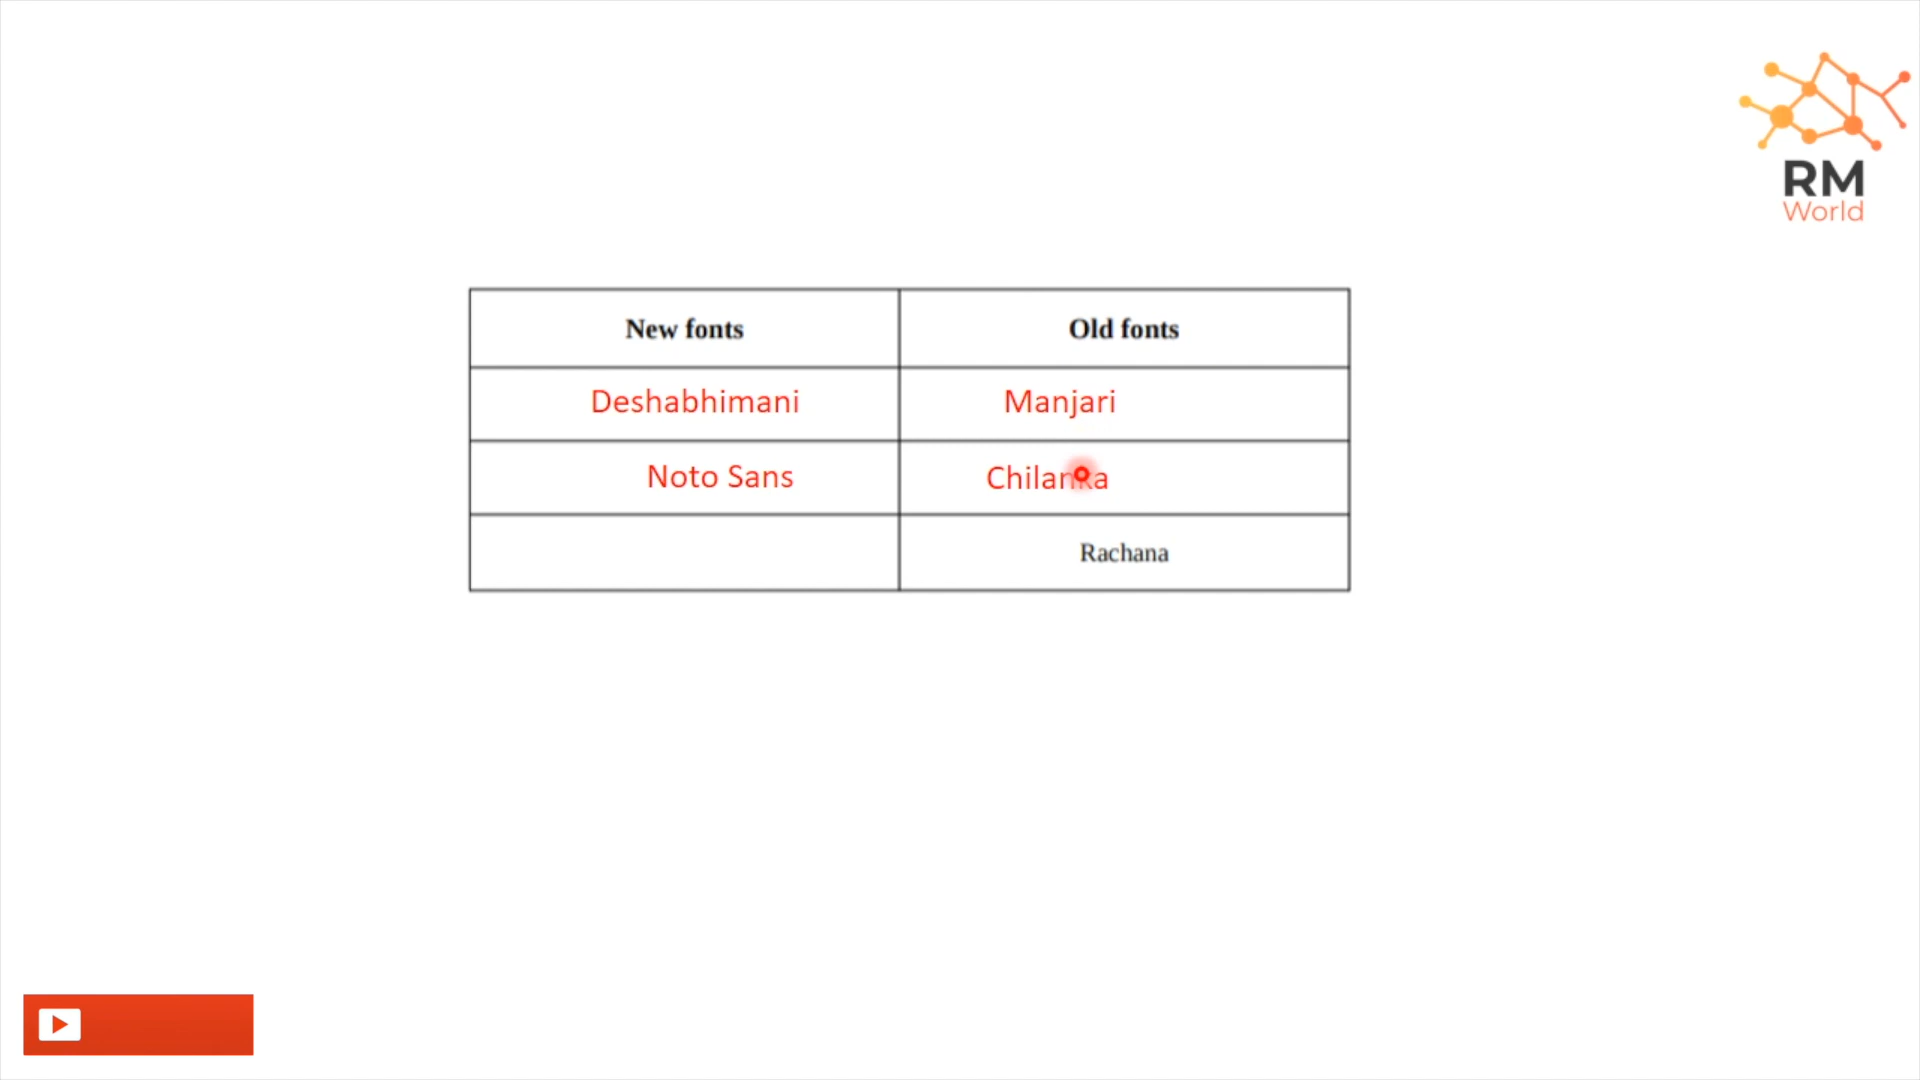 RM
World
New fonts Old fonts
Deshabhimani Manjari
Noto Sans Chilanka
Rachana